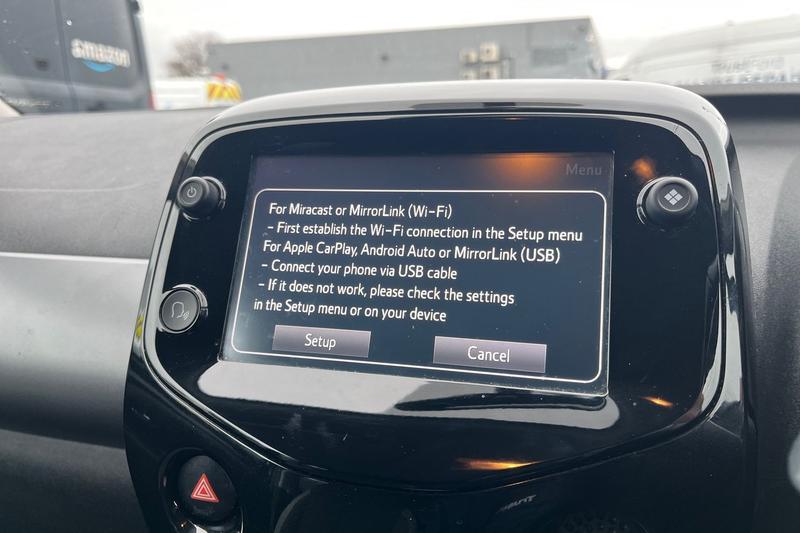 amazon
Menu
For Miracast or MirrorLink (Wi-Fi)
- First establish the Wi-Fi connection in the Setup menu
For Apple CarPlay, Android Auto or MirrorLink (USB)
- Connect your phone via USB cable
- If it does not work, please check the settings
in the Setup menu or on your device
Setup
Cancel